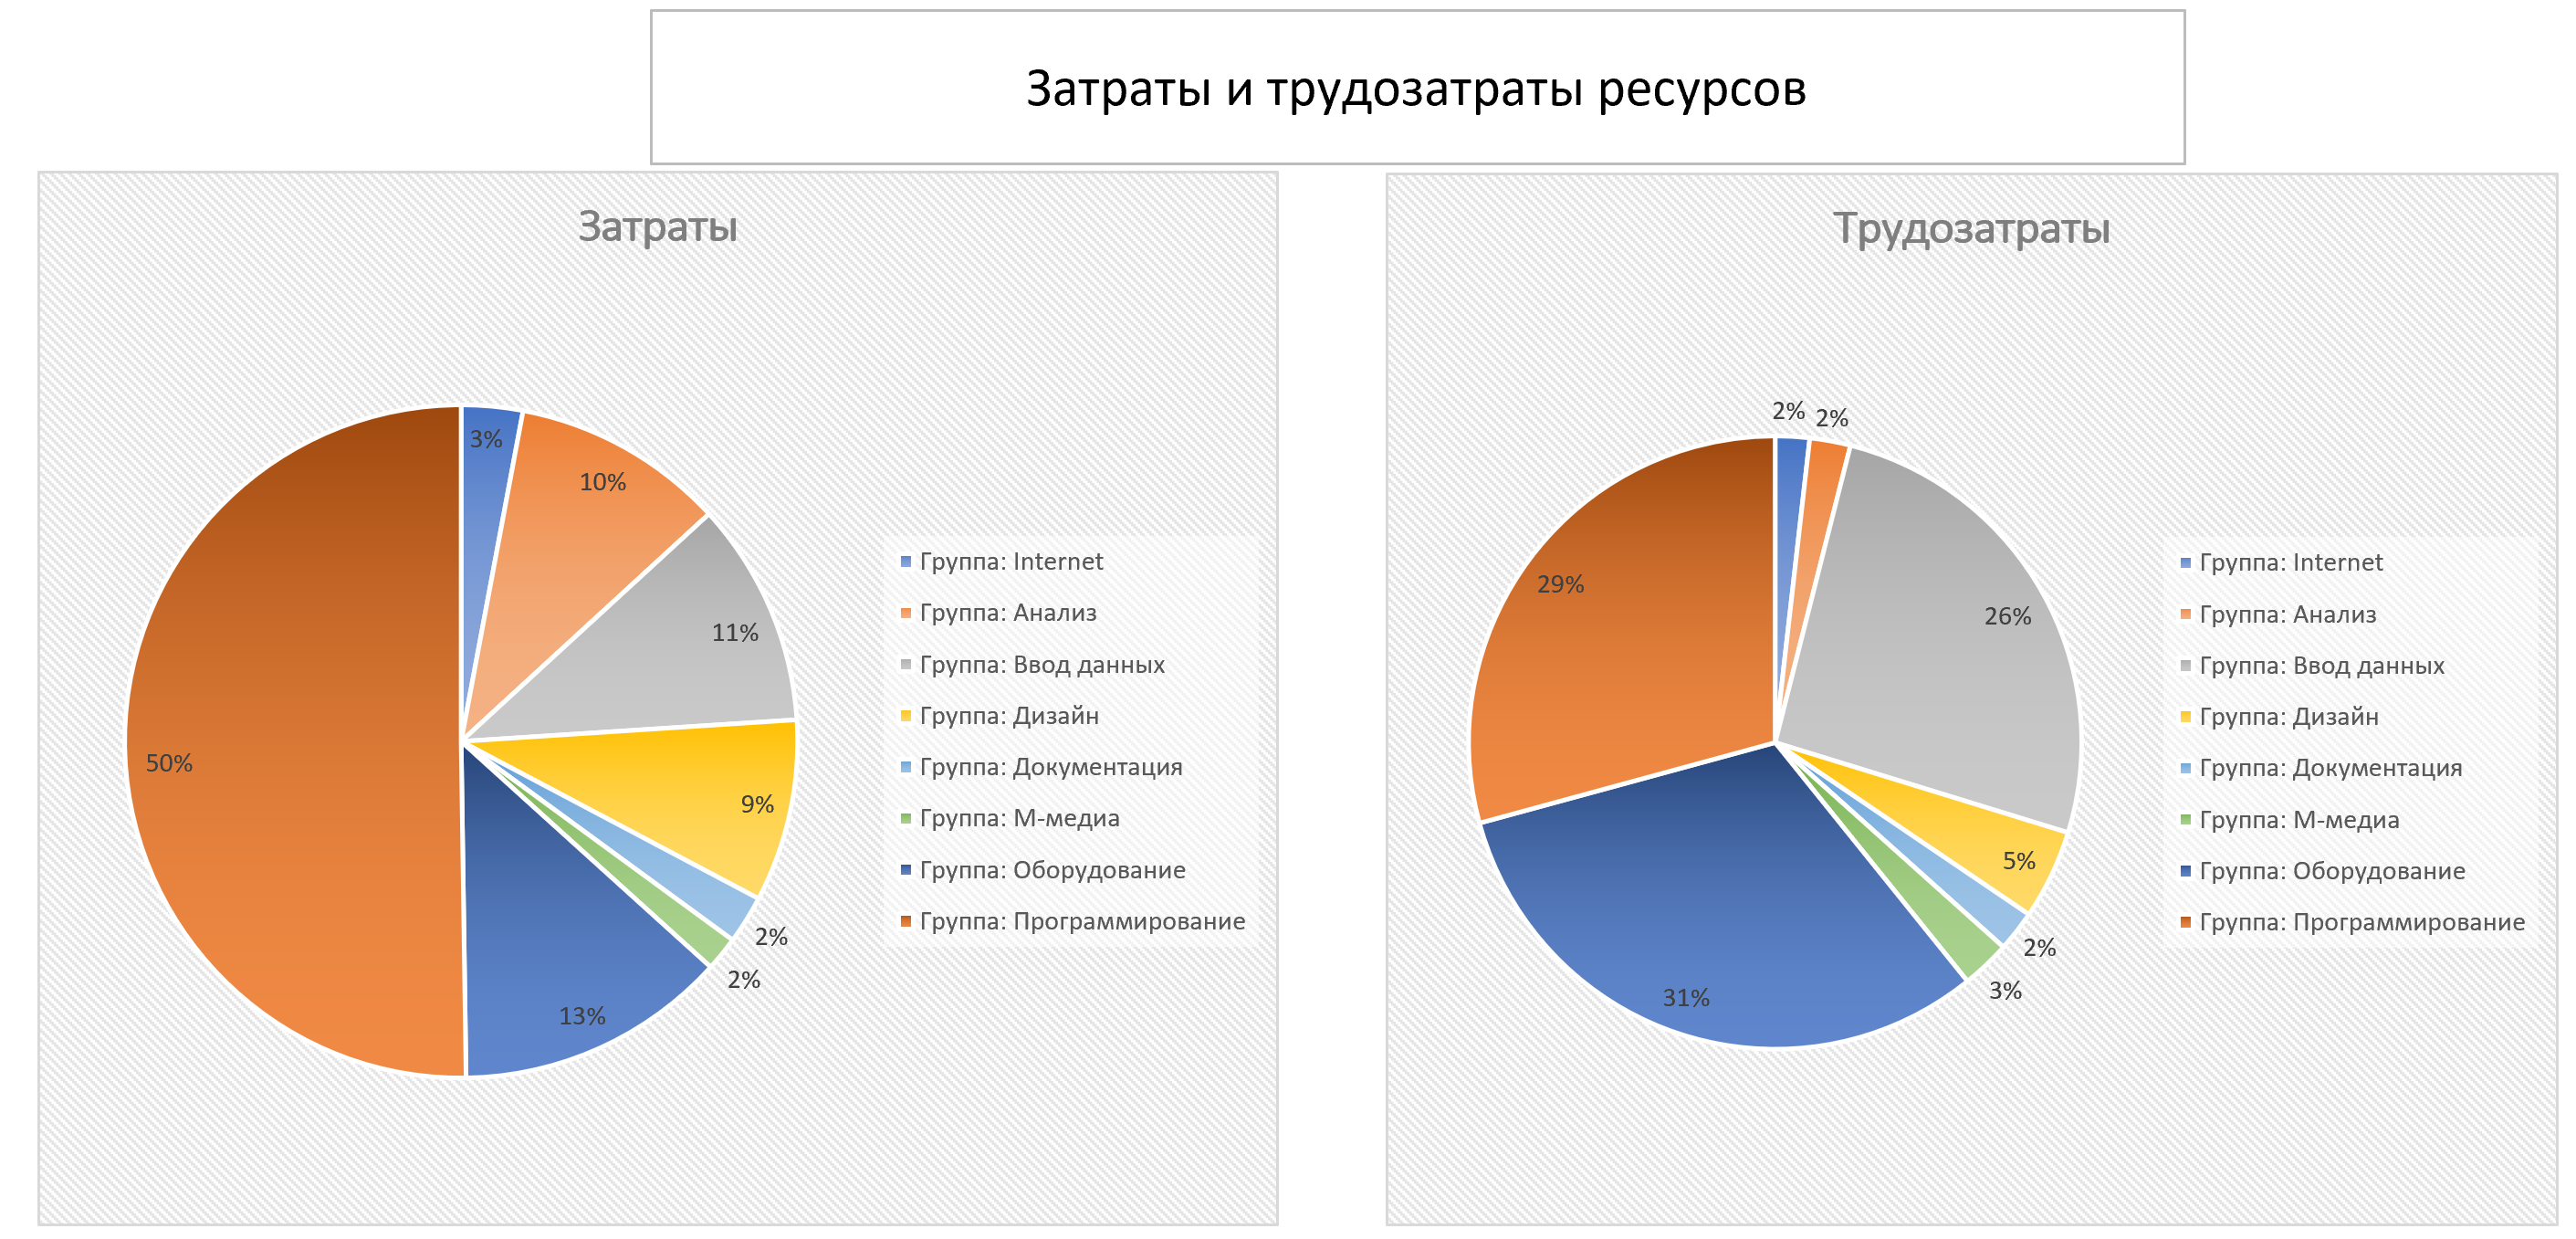 Затраты и трудозатраты ресурсов
Затраты
3%
10%
11%
9%
2%
2%
13%
50%
Группа: Internet
Группа: Анализ
Группа: Ввод данных
Группа: Дизайн
Группа: Документация
Группа: М-медиа
Группа: Оборудование
Группа: Программирование
Трудозатраты
2%
2%
26%
5%
2%
3%
31%
29%
Группа: Internet
Группа: Анализ
Группа: Ввод данных
Группа: Дизайн
Группа: Документация
Группа: М-медиа
Группа: Оборудование
Группа: Программирование